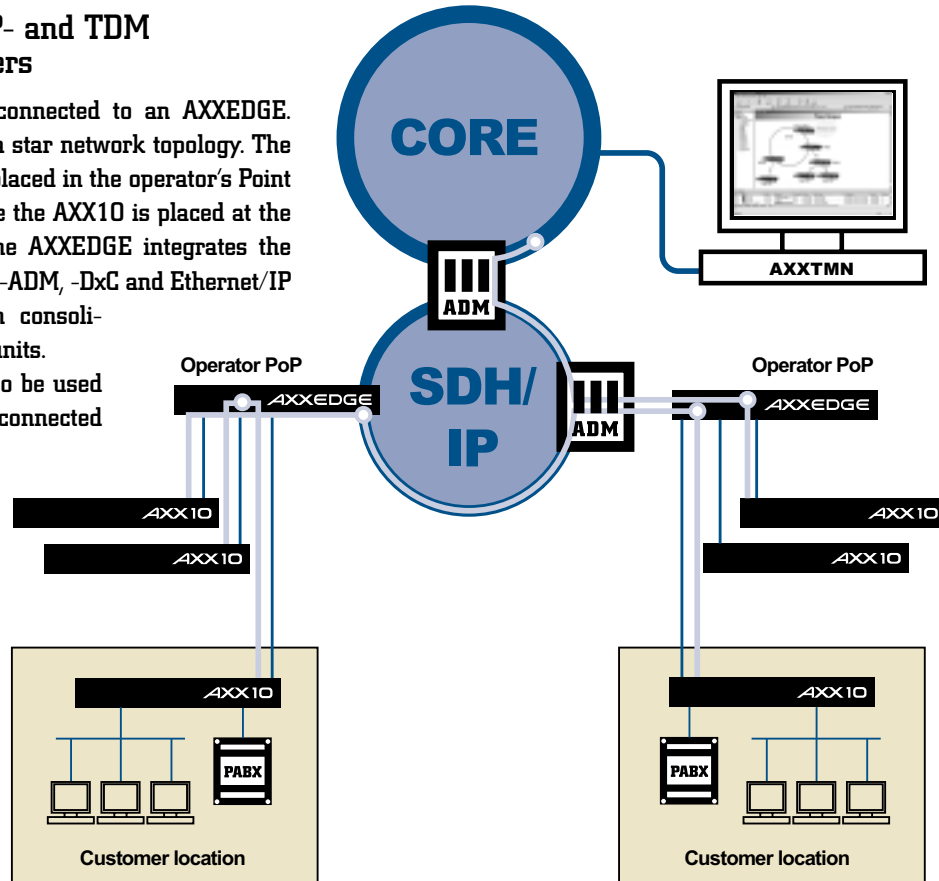 P- and TDM
ers
connected to an AXXEDGE.
star network topology. The
placed in the operator's Point
e the AXX10 is placed at the
he AXXEDGE integrates the
-ADM, -DxC and Ethernet/IP
n consoli-
units.
o be used
connected
CORE
ADM
AXXTMN
SDH/
IP
ADM
Operator PoP
AXXEDGE
Operator PoP
AXXEDGE
AXX10
AXX10
AXX10
AXX10
AXX10
PABX
Customer location
AXX10
PABX
Customer location